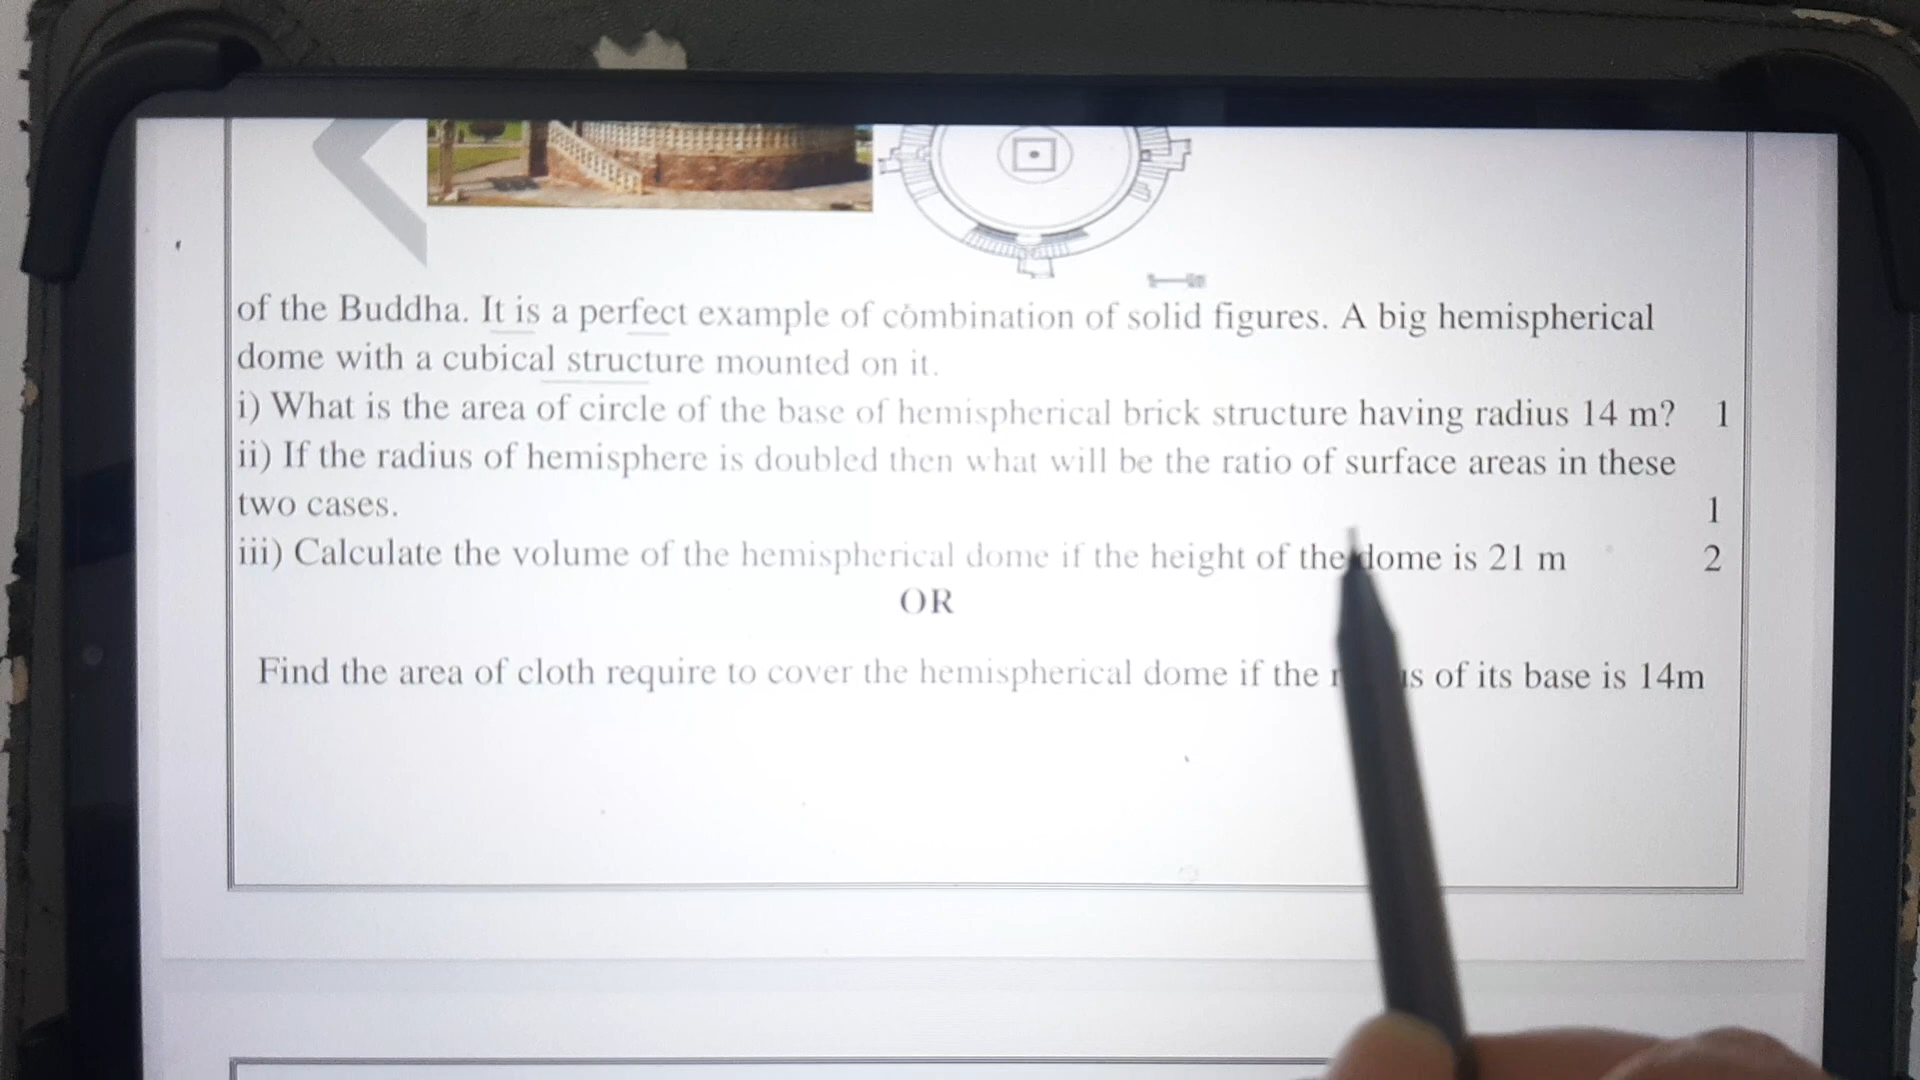 of the Buddha. It is a perfect example of combination of solid figures. A big hemispherical
dome with a cubical structure mounted on it.
i) What is the area of circle of the base of hemispherical brick structure having radius 14 m? 1
ii) If the radius of hemisphere is doubled then what will be the ratio of surface areas in these
two cases. 1
iii) Calculate the volume of the hemispherical dome if the height of the dome is 21 m 2
OR
Find the area of cloth require to cover the hemispherical dome if the of its base is 14m